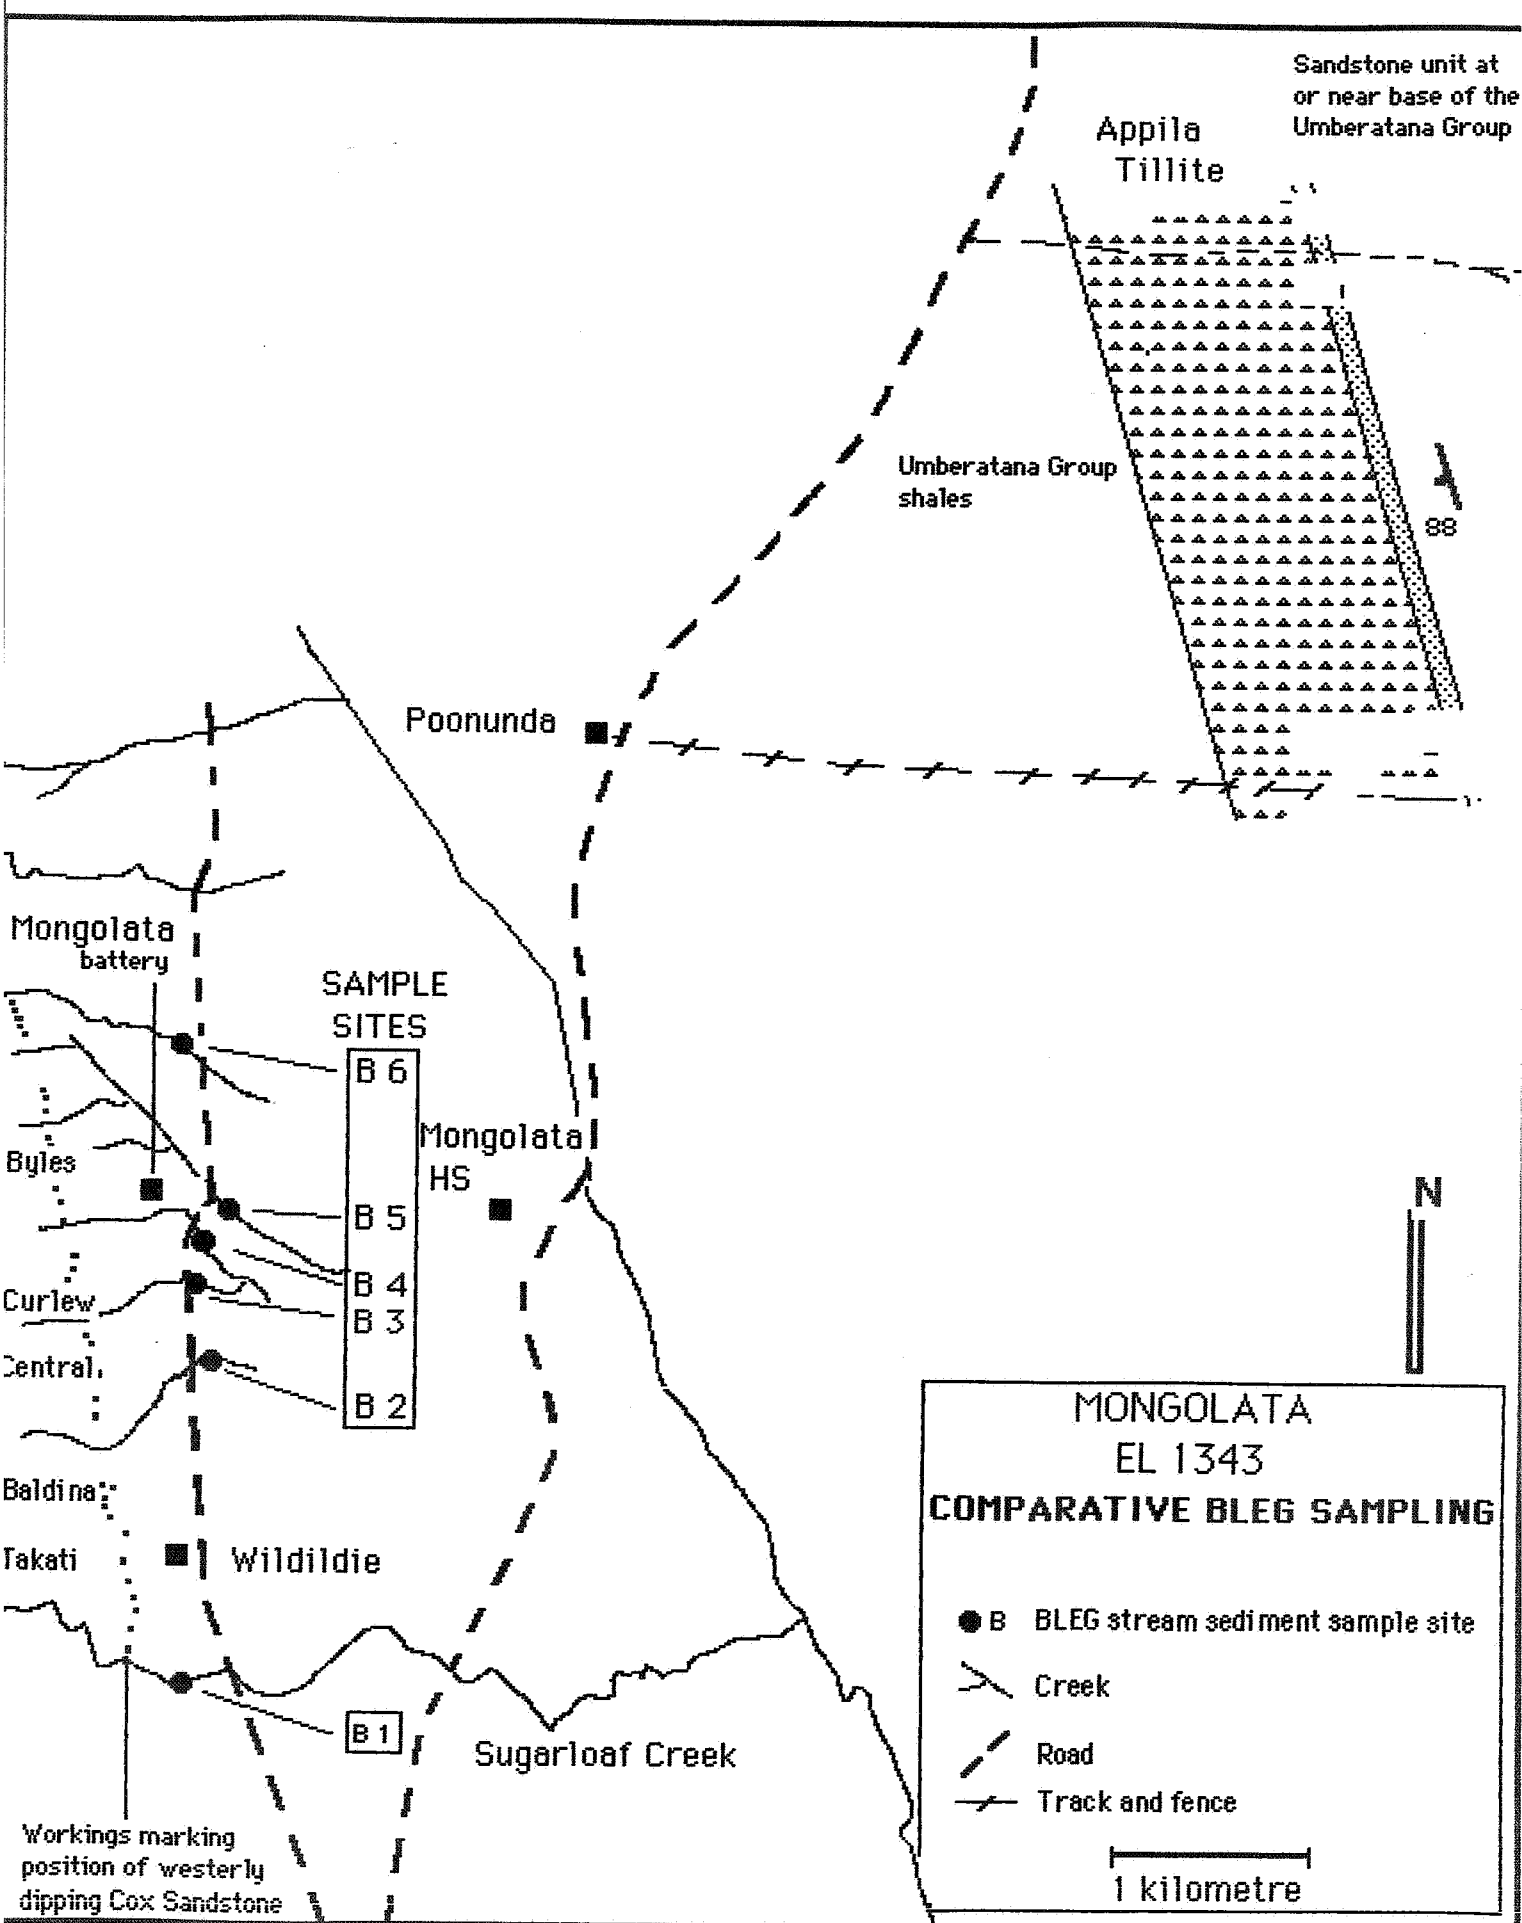 Sandstone unit at
or near base of the
Umberatana Group
Appila
Tillite
Umberatana Group
shales
88
Poonunda
Mongolata
battery
SAMPLE
SITES
B 6
Mongolata
HS
Byles
B 5
B 4
Curlew
B 3
Central
B 2
N
Baldina
Takati
Wildildie
B 1
Sugarloaf Creek
Workings marking
position of westerly
dipping Cox Sandstone
MONGOLATA
EL 1343
COMPARATIVE BLEG SAMPLING
B BLEG stream sediment sample site
Creek
Road
Track and fence
1 kilometre